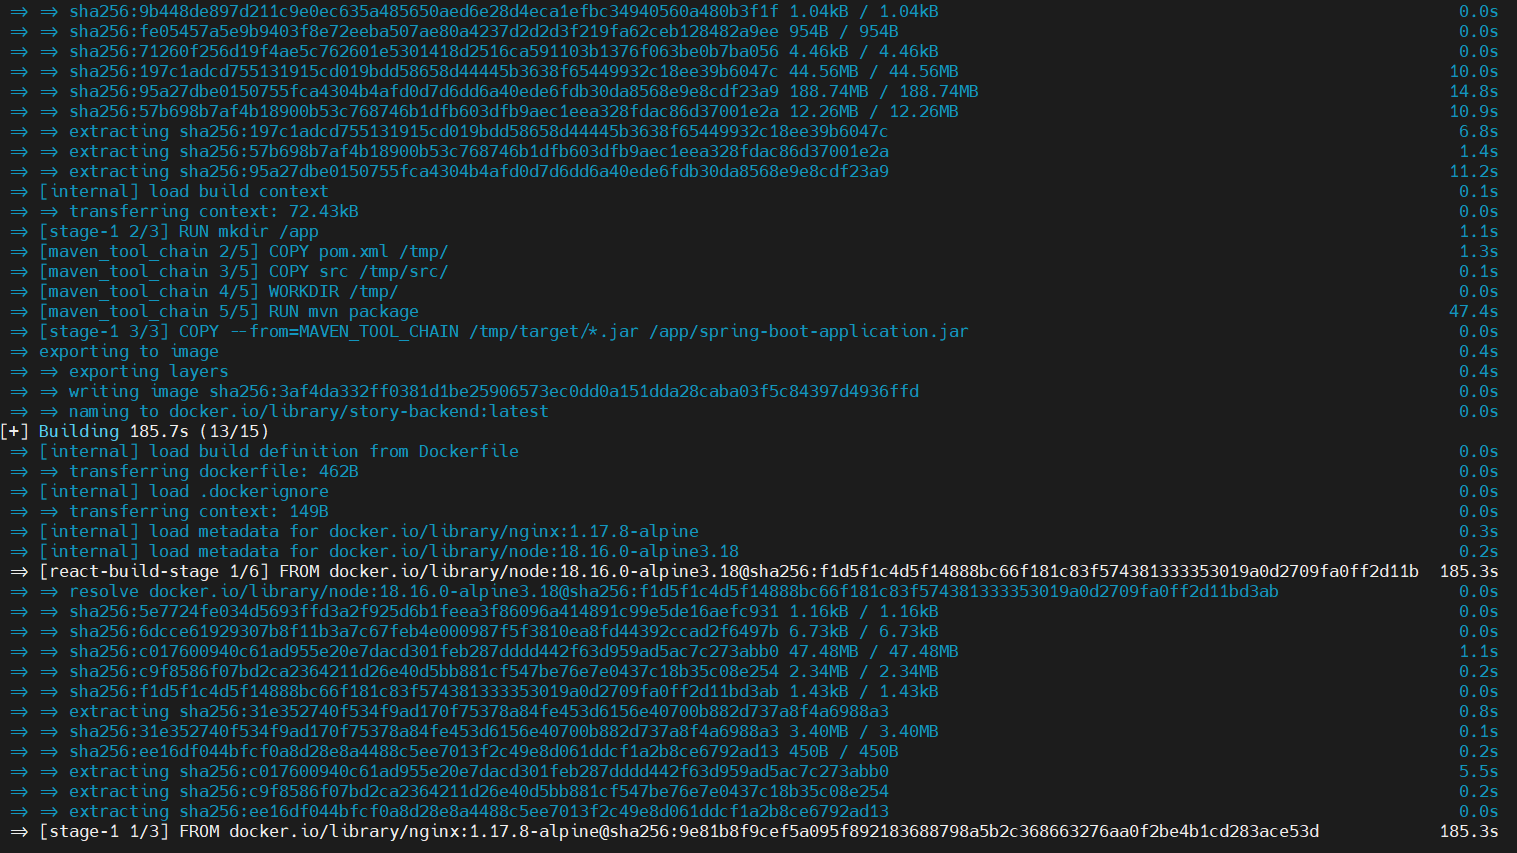 => => sha256:9b448de897d211c9e0ec635a485650aed6e28d4eca1efbc34940560a480b3f1f 1.04kB / 1.04kB 0.0s
=> => sha256:fe05457a5e9b9403f8e72eeba507ae80a4237d2d2d3f219fa62ceb128482a9ee 954B / 954B 0.0s
=> => sha256:71260f256d19f4ae5c762601e5301418d2516ca591103b1376f063be0b7ba056 4.46kB / 4.46kB 0.0s
=> => sha256:197c1adcd755131915cd019bdd58658d44445b3638f65449932c18ee39b6047c 44.56MB / 44.56MB 10.0s
=> => sha256:95a27dbe0150755fca4304b4afd0d7d6dd6a40ede6fdb30da8568e9e8cdf23a9 188.74MB / 188.74MB 14.8s
=> => sha256:57b698b7af4b18900b53c768746b1dfb603dfb9aec1eea328fdac86d37001e2a 12.26MB / 12.26MB 10.9s
=> => extracting sha256:197c1adcd755131915cd019bdd58658d44445b3638f65449932c18ee39b6047c 6.8s
=> => extracting sha256:57b698b7af4b18900b53c768746b1dfb603dfb9aec1eea328fdac86d37001e2a 1.4s
=> => extracting sha256:95a27dbe0150755fca4304b4afd0d7d6dd6a40ede6fdb30da8568e9e8cdf23a9 11.2s
=> [internal] load build context 0.1s
=> => transferring context: 72.43kB 0.0s
=> [stage-1 2/3] RUN mkdir /app 1.1s
=> [maven_tool_chain 2/5] COPY pom.xml /tmp/ 1.3s
=> [maven_tool_chain 3/5] COPY src /tmp/src/ 0.1s
=> [maven_tool_chain 4/5] WORKDIR /tmp/ 0.0s
=> [maven_tool_chain 5/5] RUN mvn package 47.4s
=> [stage-1 3/3] COPY --from=MAVEN_TOOL_CHAIN /tmp/target/*.jar /app/spring-boot-application.jar 0.0s
=> exporting to image 0.4s
=> => exporting layers 0.4s
=> => writing image sha256:3af4da332ff0381d1be25906573ec0dd0a151dda28caba03f5c84397d4936ffd 0.0s
=> => naming to docker.io/library/story-backend:latest 0.0s
[+] Building 185.7s (13/15)
=> [internal] load build definition from Dockerfile 0.0s
=> => transferring dockerfile: 462B 0.0s
=> [internal] load .dockerignore 0.0s
=> => transferring context: 149B 0.0s
=> [internal] load metadata for docker.io/library/nginx:1.17.8-alpine 0.3s
=> [internal] load metadata for docker.io/library/node:18.16.0-alpine3.18 0.2s
=> [react-build-stage 1/6] FROM docker.io/library/node:18.16.0-alpine3.18@sha256:f1d5f1c4d5f14888bc66f181c83f574381333353019a0d2709fa0ff2d11b 185.3s
=> => resolve docker.io/library/node:18.16.0-alpine3.18@sha256:f1d5f1c4d5f14888bc66f181c83f574381333353019a0d2709fa0ff2d11bd3ab 0.0s
=> => sha256:5e7724fe034d5693ffd3a2f925d6b1feea3f86096a414891c99e5de16aefc931 1.16kB / 1.16kB 0.0s
=> => sha256:6dcce61929307b8f11b3a7c67feb4e000987f5f3810ea8fd44392ccad2f6497b 6.73kB / 6.73kB 0.0s
=> => sha256:c017600940c61ad955e20e7dacd301feb287dddd442f63d959ad5ac7c273abb0 47.48MB / 47.48MB 1.1s
=> => sha256:c9f8586f07bd2ca2364211d26e40d5bb881cf547be76e7e0437c18b35c08e254 2.34MB / 2.34MB 0.2s
=> => sha256:f1d5f1c4d5f14888bc66f181c83f574381333353019a0d2709fa0ff2d11bd3ab 1.43kB / 1.43kB 0.0s
=> => extracting sha256:31e352740f534f9ad170f75378a84fe453d6156e40700b882d737a8f4a6988a3 0.8s
=> => sha256:31e352740f534f9ad170f75378a84fe453d6156e40700b882d737a8f4a6988a3 3.40MB / 3.40MB 0.1s
=> => sha256:ee16df044bfcf0a8d28e8a4488c5ee7013f2c49e8d061ddcf1a2b8ce6792ad13 450B / 450B 0.2s
=> => extracting sha256:c017600940c61ad955e20e7dacd301feb287dddd442f63d959ad5ac7c273abb0 5.5s
=> => extracting sha256:c9f8586f07bd2ca2364211d26e40d5bb881cf547be76e7e0437c18b35c08e254 0.2s
=> => extracting sha256:ee16df044bfcf0a8d28e8a4488c5ee7013f2c49e8d061ddcf1a2b8ce6792ad13 0.0s
=> [stage-1 1/3] FROM docker.io/library/nginx:1.17.8-alpine@sha256:9e81b8f9cef5a095f892183688798a5b2c368663276aa0f2be4b1cd283ace53d 185.3s